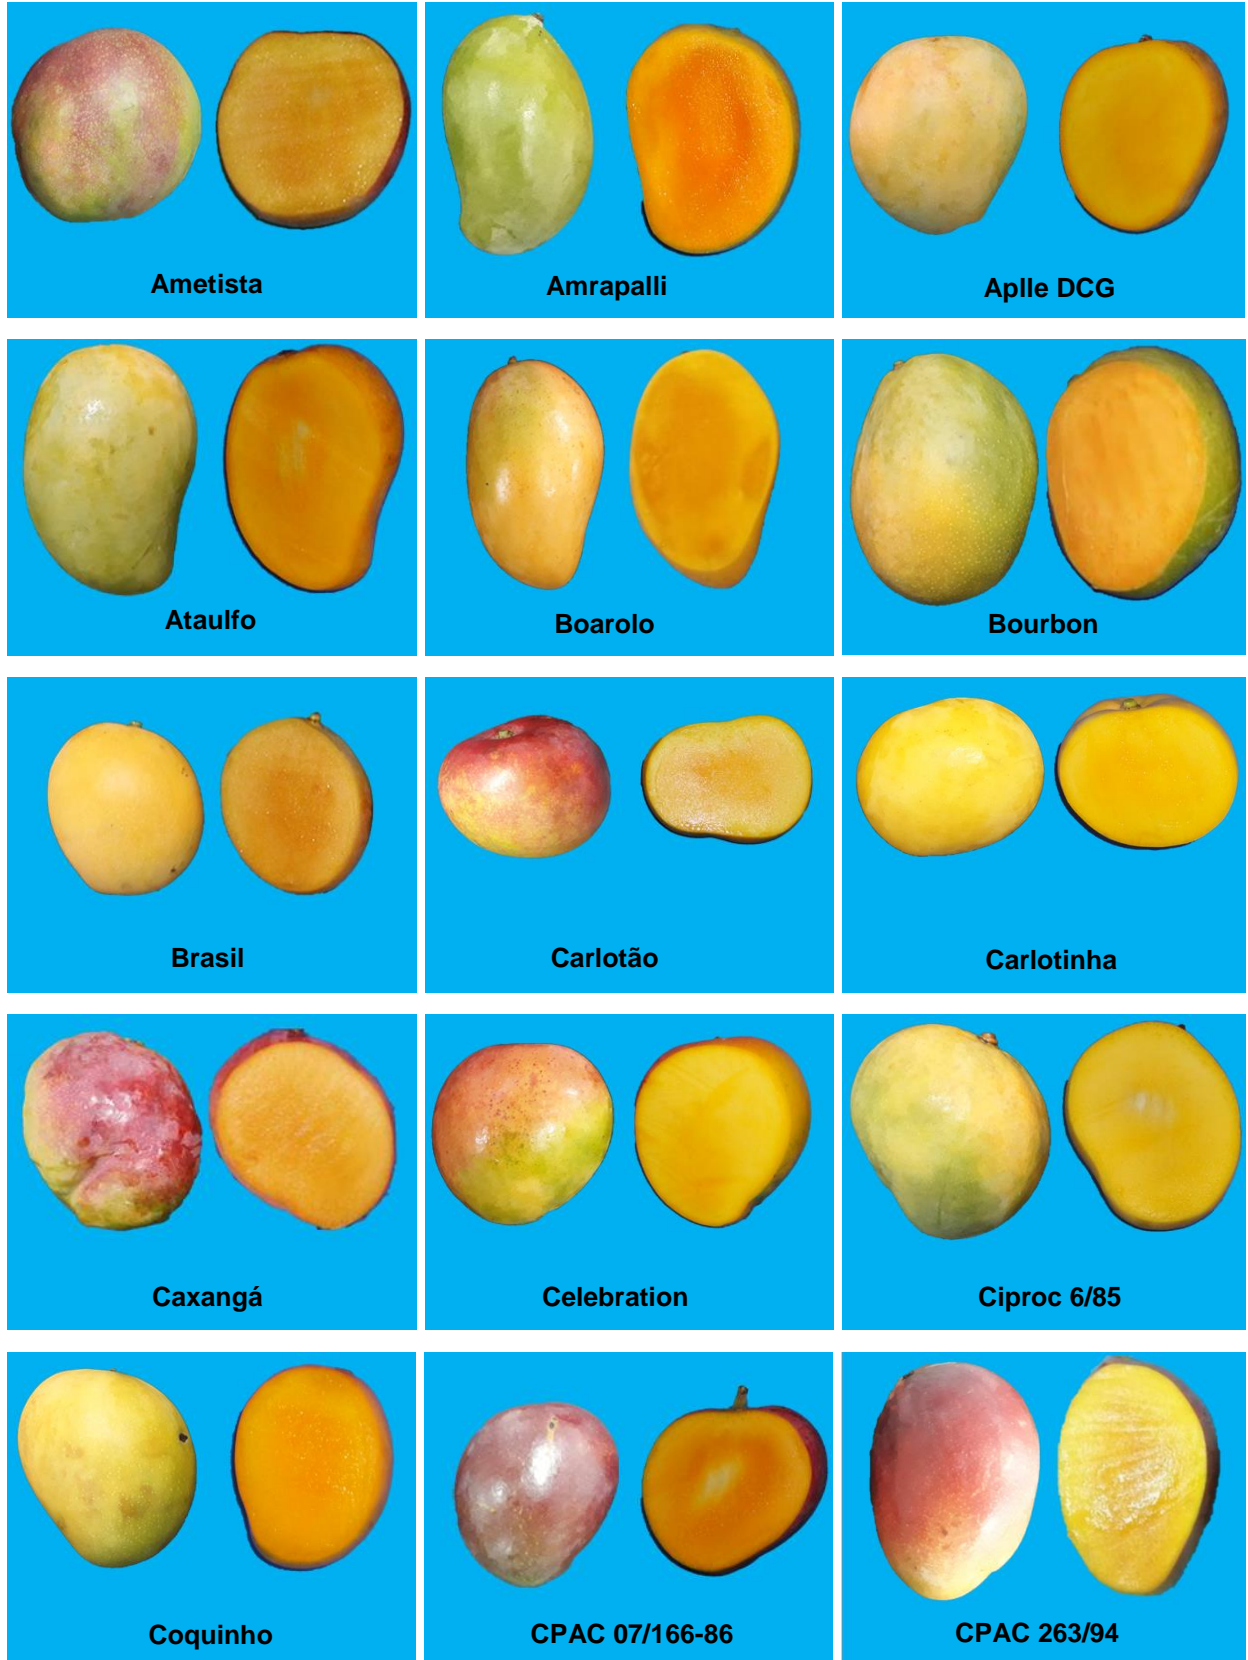 Ametista
Amrapalli
Aplle DCG
Ataulfo
Boarolo
Bourbon
Brasil
Carlotão
Carlotinha
Caxangá
Celebration
Ciproc 6/85
Coquinho
CPAC 07/166-86
CPAC 263/94